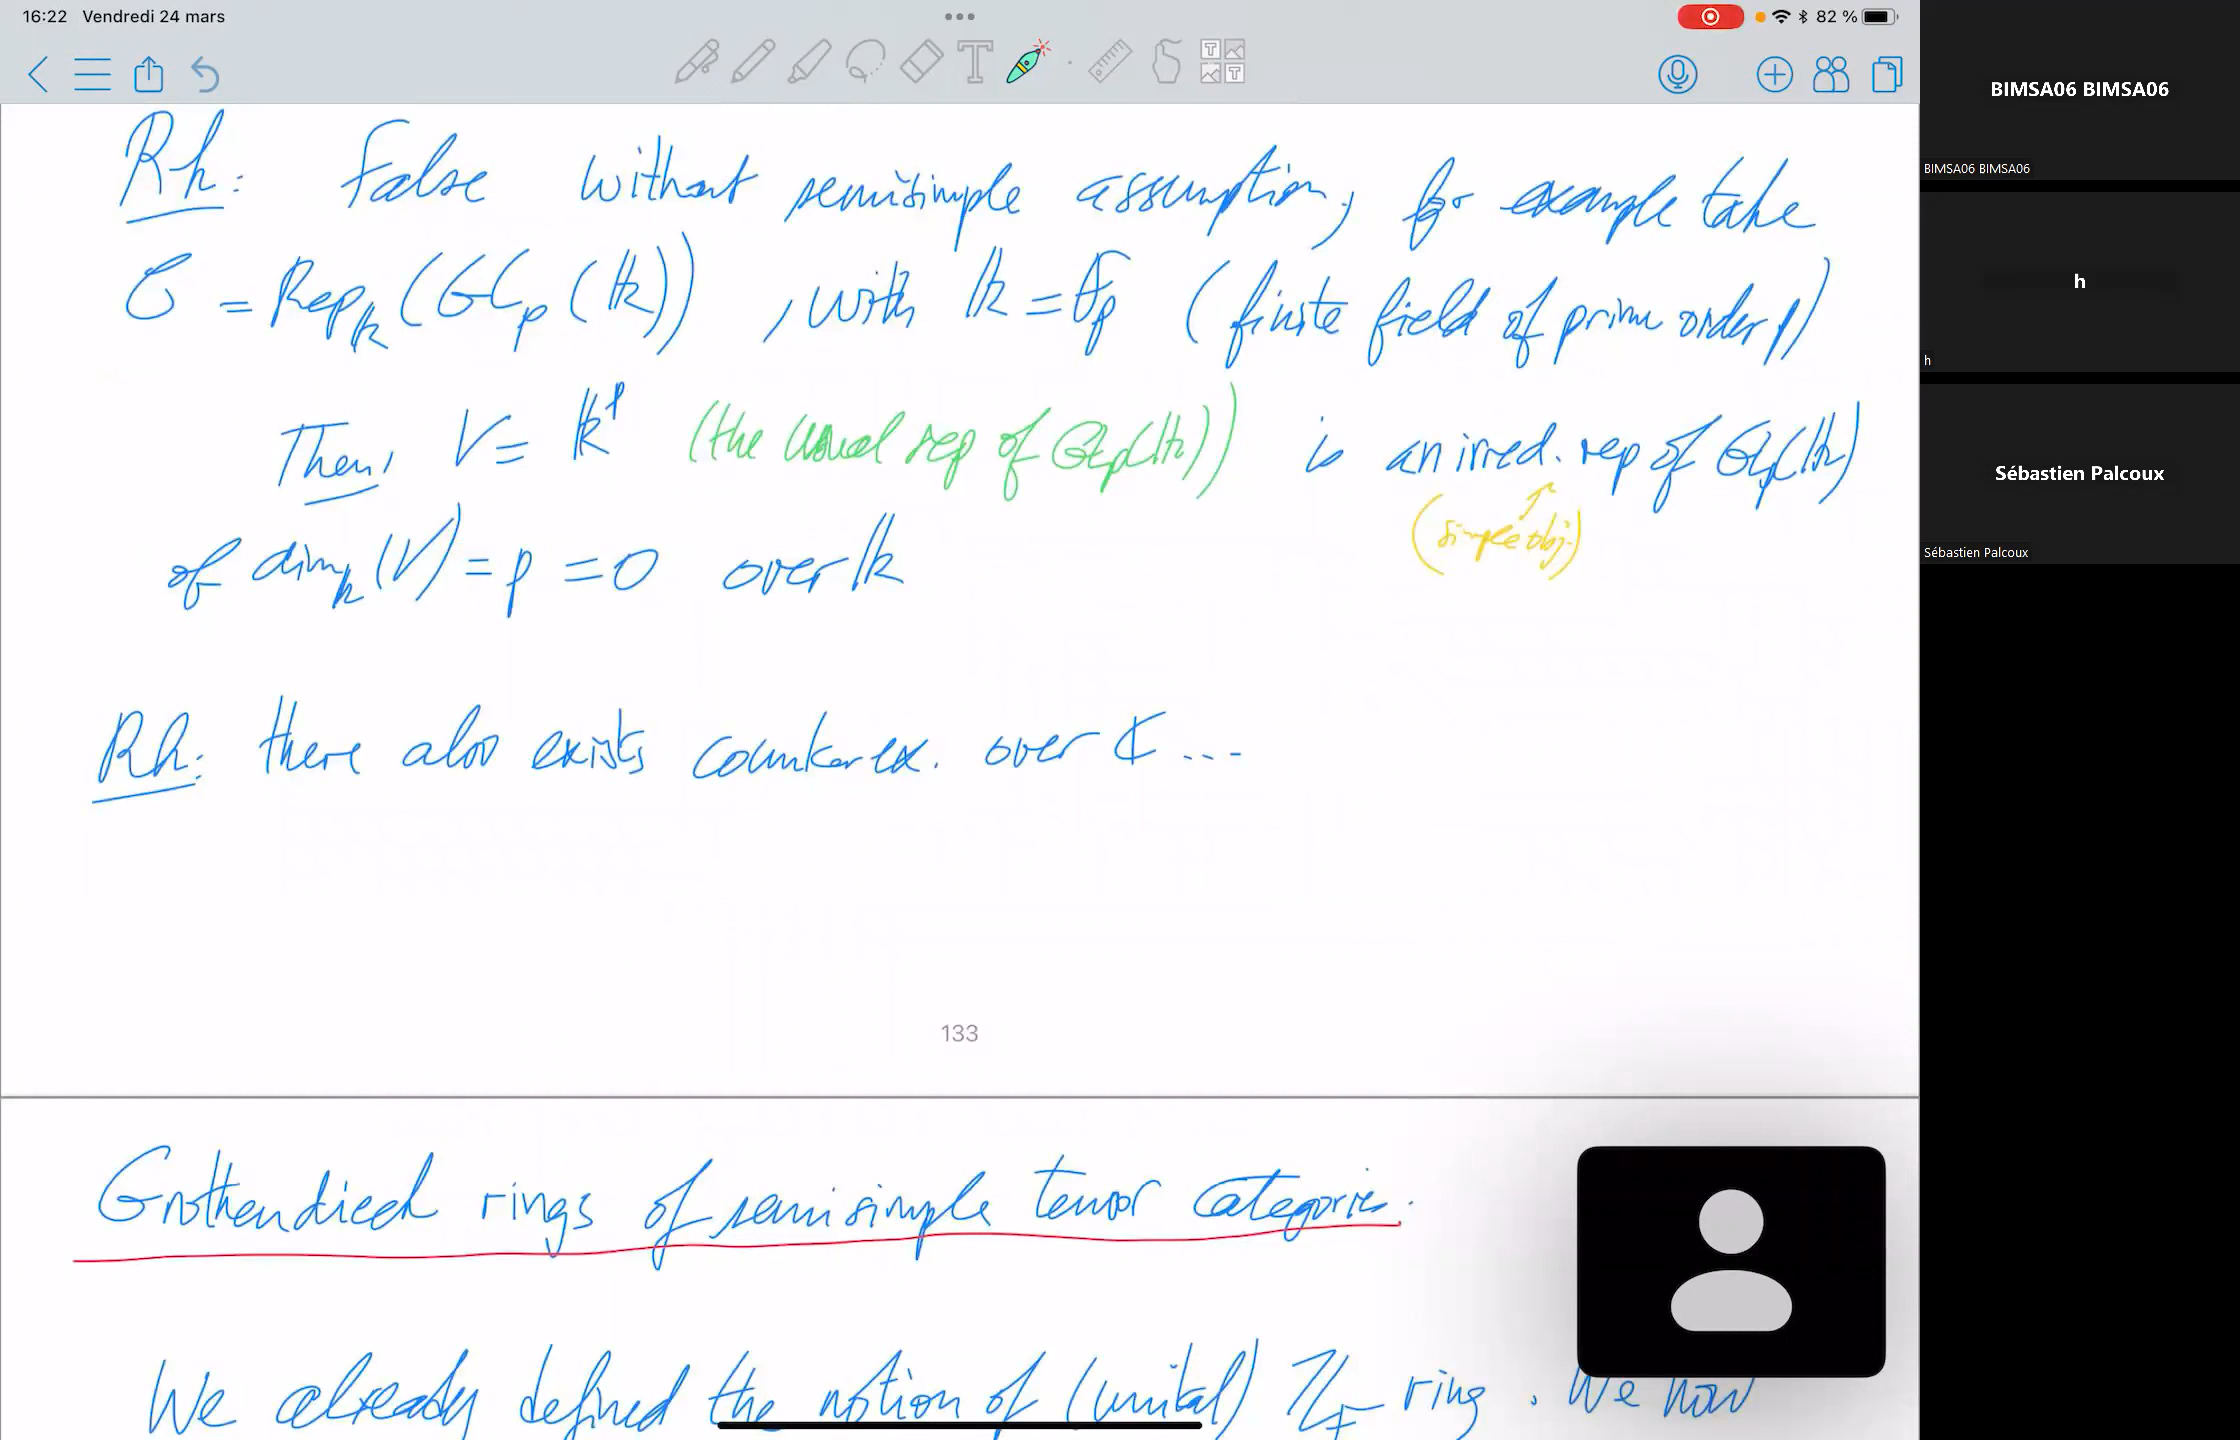 16:22 Vendredi 24 mars
82 %
Rk: False without semisimple assumption, for example take
C = Rep_k (GL_p (k)), with k = F_p (finite field of prime order p)
Then, V = k^p (the usual rep of GL_p(k)) is an irred. rep of GL_p(k)
(simple obj)
of dim_k (V) = p = 0 over k
Rk: there also exists counter ex. over ₵ ...
133
Grothendieck rings of semisimple tensor categories.
We already defined the notion of (unital) Z_+ ring. We now
BIMSA06 BIMSA06
BIMSA06 BIMSA06
h
h
Sébastien Palcoux
Sébastien Palcoux